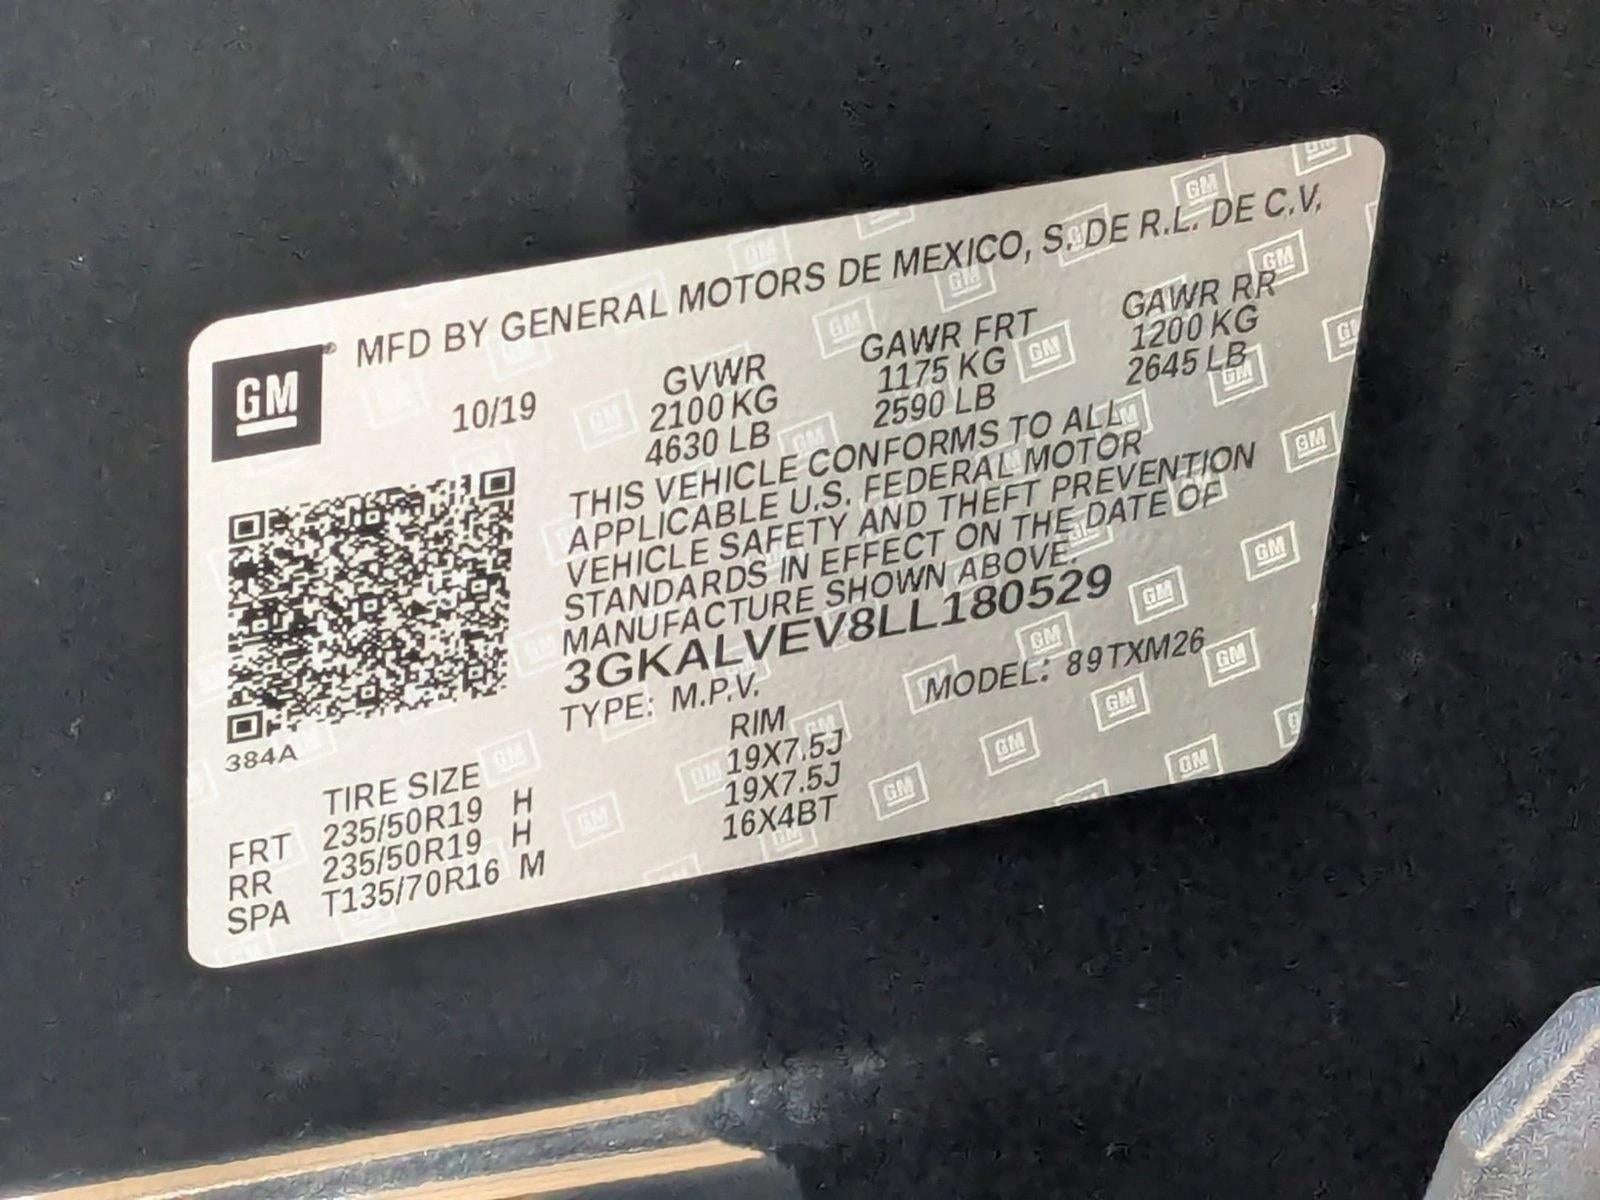 MFD BY GENERAL MOTORS DE MEXICO, S. DE R.L. DE C.V.
GM
10/19
GVWR GAWR FRT GAWR RR
2100 KG 1175 KG 1200 KG
4630 LB 2590 LB 2645 LB
THIS VEHICLE CONFORMS TO ALL
APPLICABLE U.S. FEDERAL MOTOR
VEHICLE SAFETY AND THEFT PREVENTION
STANDARDS IN EFFECT ON THE DATE OF
MANUFACTURE SHOWN ABOVE.
3GKALVEV8LL180529
TYPE: M.P.V. MODEL: 89TXM26
384A
TIRE SIZE RIM
FRT 235/50R19 H 19X7.5J
RR 235/50R19 H 19X7.5J
SPA T135/70R16 M 16X4BT